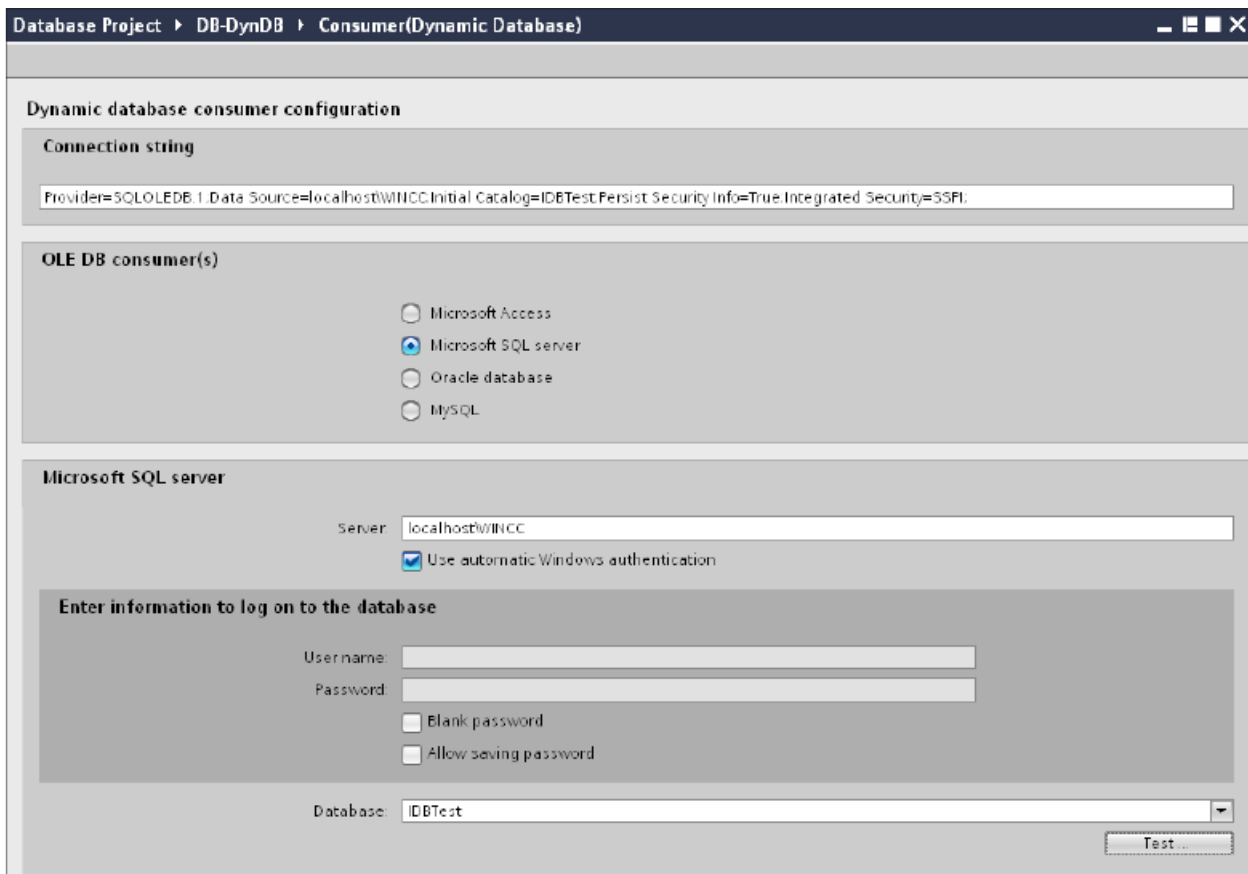 Database Project ▸ DB-DynDB ▸ Consumer(Dynamic Database)
Dynamic database consumer configuration
Connection string
Provider=SQLOLEDB.1;Data Source=localhost\WINCC;Initial Catalog=IDBTest;Persist Security Info=True;Integrated Security=SSPI;
OLE DB consumer(s)
Microsoft Access
Microsoft SQL server
Oracle database
MySQL
Microsoft SQL server
Server: localhost\WINCC
Use automatic Windows authentication
Enter information to log on to the database
User name:
Password:
Blank password
Allow saving password
Database: IDBTest
Test...